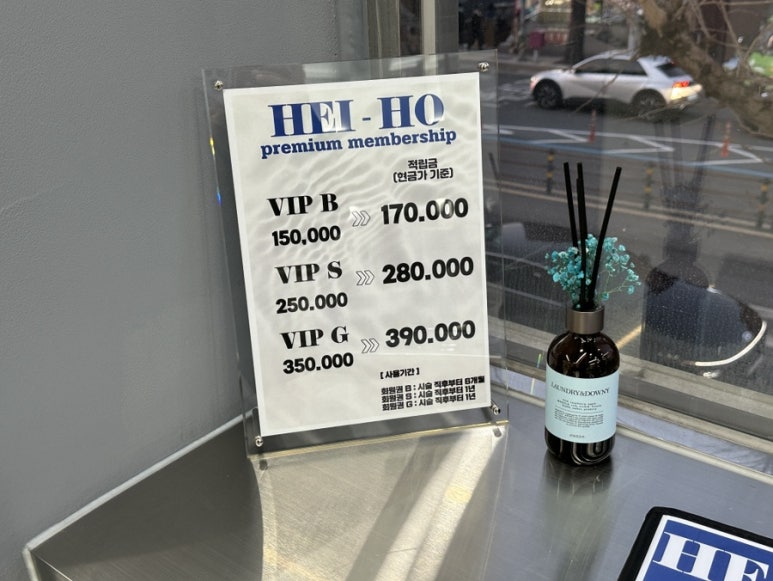 HEI-HO
premium membership
적립금
(현금가 기준)
VIP B
150,000
170.000
VIP S
250.000
280.000
VIP G
350.000
390.000
[ 사용기간 ]
회원권 B : 시술 직후부터 6개월
회원권 S : 시술 직후부터 1년
회원권 G : 시술 직후부터 1년
LAUNDRY&DOWNY
HE